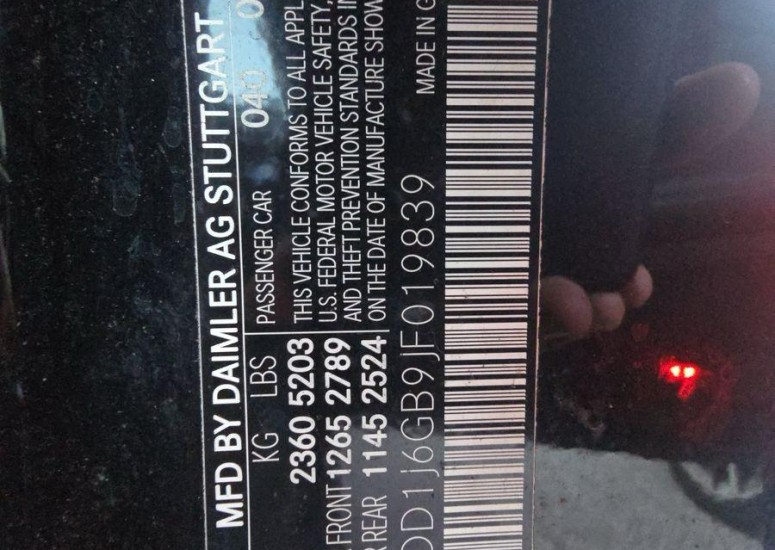 MFD BY DAIMLER AG STUTTGART
KG LBS PASSENGER CAR 040
2360 5203
FRONT 1265 2789
REAR 1145 2524
THIS VEHICLE CONFORMS TO ALL APPL
U.S. FEDERAL MOTOR VEHICLE SAFETY,
AND THEFT PREVENTION STANDARDS IN
ON THE DATE OF MANUFACTURE SHOW
MADE IN G
DD1J6GB9JF019839